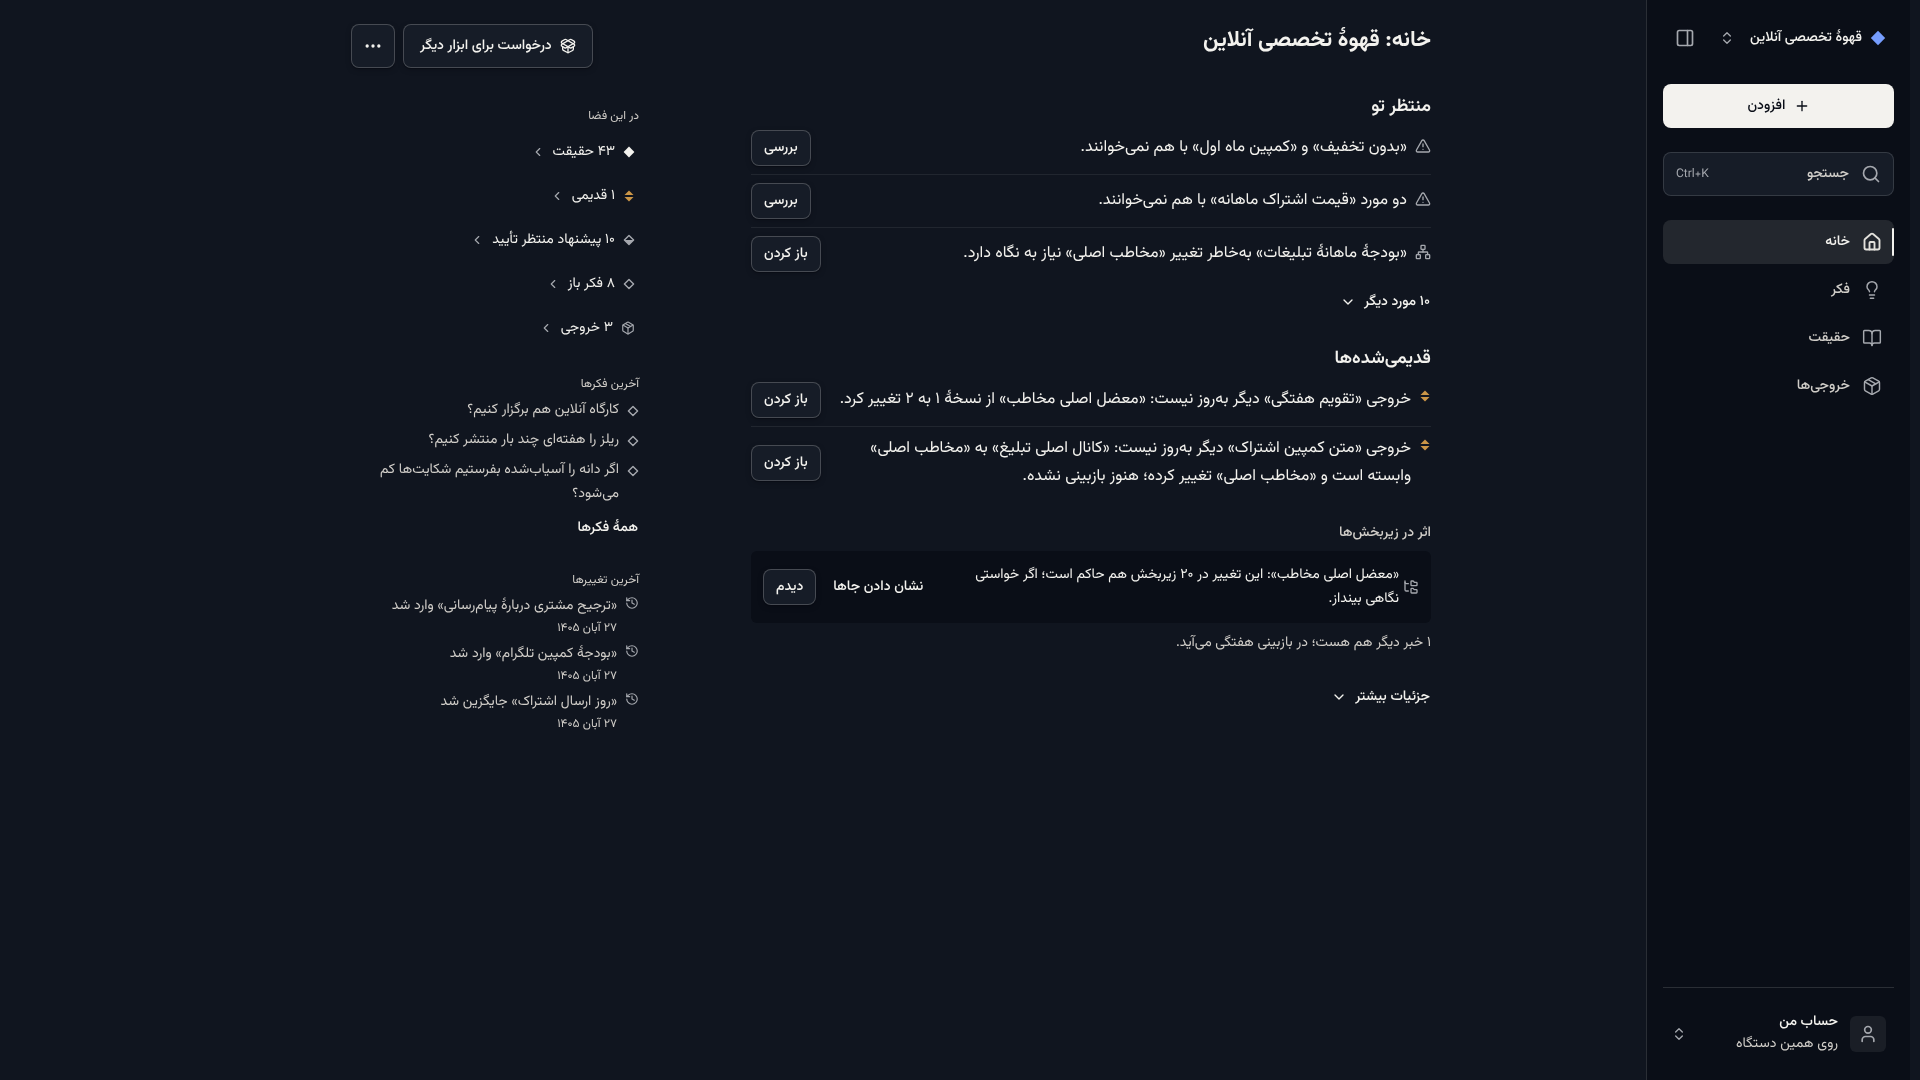 قهوهٔ تخصصی آنلاین
افزودن
جستجو
Ctrl+K
خانه
فکر
حقیقت
خروجی‌ها
حساب من
روی همین دستگاه
خانه: قهوهٔ تخصصی آنلاین
درخواست برای ابزار دیگر
منتظر تو
«بدون تخفیف» و «کمپین ماه اول» با هم نمی‌خوانند.
بررسی
دو مورد «قیمت اشتراک ماهانه» با هم نمی‌خوانند.
بررسی
«بودجهٔ ماهانهٔ تبلیغات» به‌خاطر تغییر «مخاطب اصلی» نیاز به نگاه دارد.
باز کردن
۱۰ مورد دیگر
قدیمی‌شده‌ها
خروجی «تقویم هفتگی» دیگر به‌روز نیست: «معضل اصلی مخاطب» از نسخهٔ ۱ به ۲ تغییر کرد.
باز کردن
خروجی «متن کمپین اشتراک» دیگر به‌روز نیست: «کانال اصلی تبلیغ» به «مخاطب اصلی»
وابسته است و «مخاطب اصلی» تغییر کرده؛ هنوز بازبینی نشده.
باز کردن
اثر در زیربخش‌ها
«معضل اصلی مخاطب»: این تغییر در ۲۰ زیربخش هم حاکم است؛ اگر خواستی
نگاهی بینداز.
نشان دادن جاها
دیدم
۱ خبر دیگر هم هست؛ در بازبینی هفتگی می‌آید.
جزئیات بیشتر
در این فضا
۴۳ حقیقت
۱ قدیمی
۱۰ پیشنهاد منتظر تأیید
۸ فکر باز
۳ خروجی
آخرین فکرها
کارگاه آنلاین هم برگزار کنیم؟
ریلز را هفته‌ای چند بار منتشر کنیم؟
اگر دانه را آسیاب‌شده بفرستیم شکایت‌ها کم
می‌شود؟
همهٔ فکرها
آخرین تغییرها
«ترجیح مشتری دربارهٔ پیام‌رسانی» وارد شد
۲۷ آبان ۱۴۰۵
«بودجهٔ کمپین تلگرام» وارد شد
۲۷ آبان ۱۴۰۵
«روز ارسال اشتراک» جایگزین شد
۲۷ آبان ۱۴۰۵